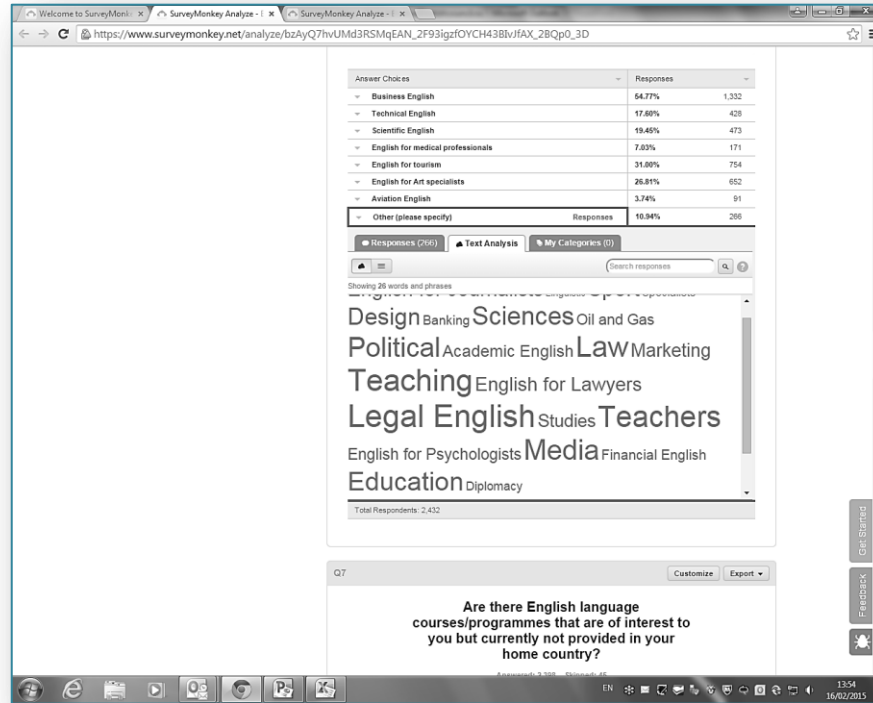 Welcome to SurveyMonk
SurveyMonkey Analyze - E
SurveyMonkey Analyze - E
https://www.surveymonkey.net/analyze/bzAyQ7hvUMd3RSMqEAN_2F93igzfOYCH43BIvJfAX_2BQp0_3D
Answer Choices Responses
Business English 54.77% 1,332
Technical English 17.60% 428
Scientific English 19.45% 473
English for medical professionals 7.03% 171
English for tourism 31.00% 754
English for Art specialists 26.81% 652
Aviation English 3.74% 91
Other (please specify) Responses 10.94% 266
Responses (266) Text Analysis My Categories (0)
Search responses
Showing 26 words and phrases
English for Journalists Linguistic Sport Specialists
Design Banking Sciences Oil and Gas
Political Academic English Law Marketing
Teaching English for Lawyers
Legal English Studies Teachers
English for Psychologists Media Financial English
Education Diplomacy
Total Respondents: 2,432
Get Started
Feedback
Q7 Customize Export
Are there English language
courses/programmes that are of interest to
you but currently not provided in your
home country?
EN 13:54
16/02/2015